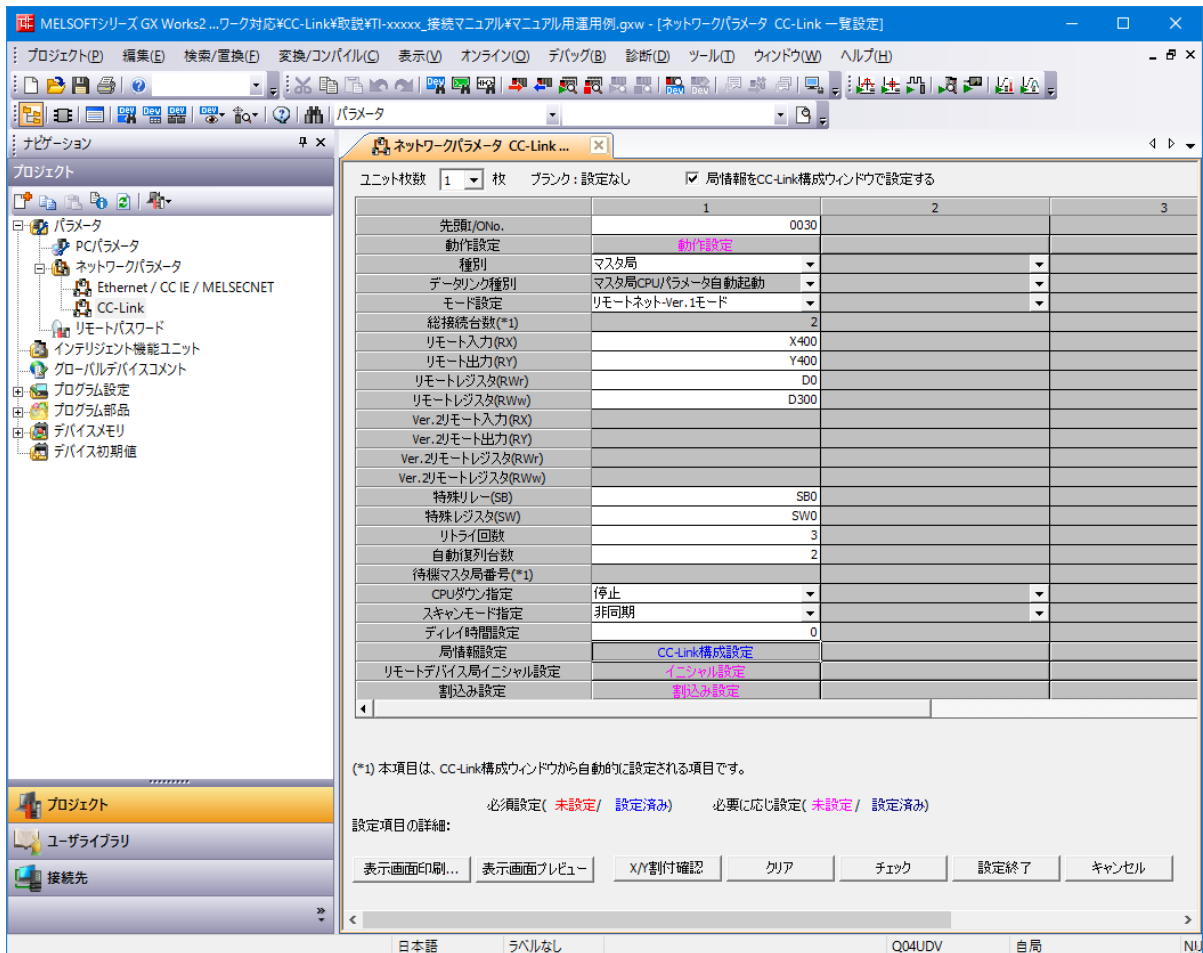 MELSOFTシリーズ GX Works2 ...ワーク対応¥CC-Link¥取説¥TI-xxxxx_接続マニュアル¥マニュアル用運用例.gxw - [ネットワークパラメータ CC-Link 一覧設定]
プロジェクト(P) 編集(E) 検索/置換(F) 変換/コンパイル(C) 表示(V) オンライン(O) デバッグ(B) 診断(D) ツール(T) ウィンドウ(W) ヘルプ(H)
パラメータ
ナビゲーション
ネットワークパラメータ CC-Link ...
プロジェクト
パラメータ
PCパラメータ
ネットワークパラメータ
Ethernet / CC IE / MELSECNET
CC-Link
リモートパスワード
インテリジェント機能ユニット
グローバルデバイスコメント
プログラム設定
プログラム部品
デバイスメモリ
デバイス初期値
プロジェクト
ユーザライブラリ
接続先
ユニット枚数 1 枚 ブランク:設定なし 局情報をCC-Link構成ウィンドウで設定する
1 2 3
先頭I/ONo. 0030
動作設定 動作設定
種別 マスタ局
データリンク種別 マスタ局CPUパラメータ自動起動
モード設定 リモートネット-Ver.1モード
総接続台数(*1) 2
リモート入力(RX) X400
リモート出力(RY) Y400
リモートレジスタ(RWr) D0
リモートレジスタ(RWw) D300
Ver.2リモート入力(RX)
Ver.2リモート出力(RY)
Ver.2リモートレジスタ(RWr)
Ver.2リモートレジスタ(RWw)
特殊リレー(SB) SB0
特殊レジスタ(SW) SW0
リトライ回数 3
自動復列台数 2
待機マスタ局番号(*1)
CPUダウン指定 停止
スキャンモード指定 非同期
ディレイ時間設定 0
局情報設定 CC-Link構成設定
リモートデバイス局イニシャル設定 イニシャル設定
割込み設定 割込み設定
(*1) 本項目は、CC-Link構成ウィンドウから自動的に設定される項目です。
必須設定( 未設定 / 設定済み) 必要に応じ設定( 未設定 / 設定済み)
設定項目の詳細:
表示画面印刷... 表示画面プレビュー X/Y割付確認 クリア チェック 設定終了 キャンセル
日本語 ラベルなし Q04UDV 自局